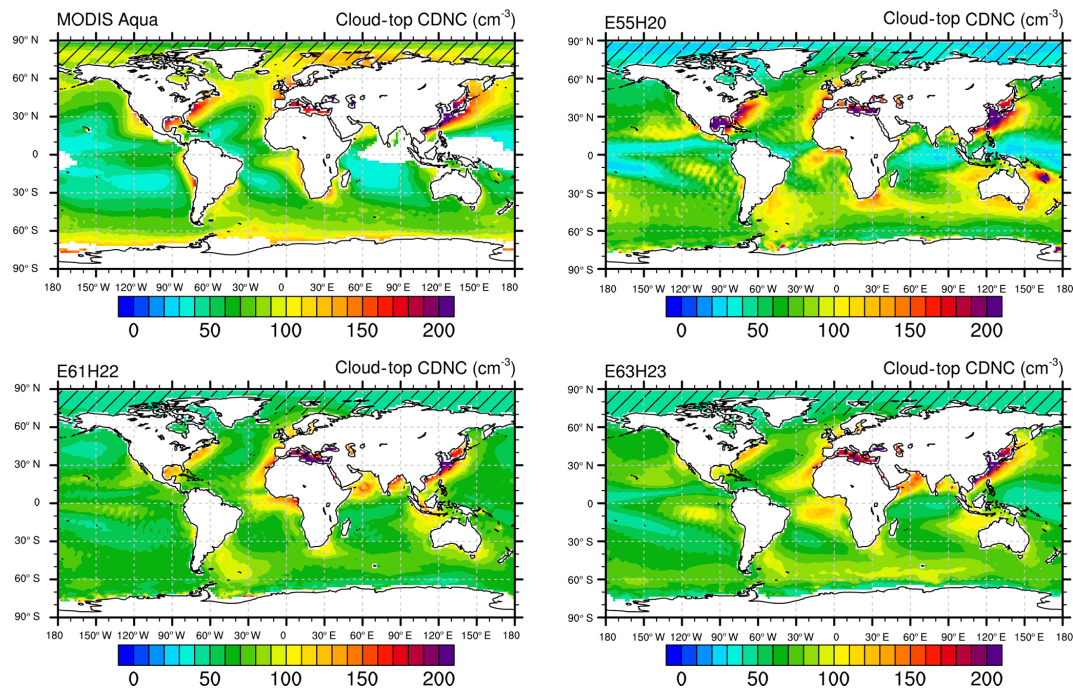 MODIS Aqua Cloud-top CDNC (cm-3)
90° N
60° N
30° N
0
30° S
60° S
90° S
180 150° W 120° W 90° W 60° W 30° W 0 30° E 60° E 90° E 120° E 150° E 180
0 50 100 150 200
E55H20 Cloud-top CDNC (cm-3)
90° N
60° N
30° N
0
30° S
60° S
90° S
180 150° W 120° W 90° W 60° W 30° W 0 30° E 60° E 90° E 120° E 150° E 180
0 50 100 150 200
E61H22 Cloud-top CDNC (cm-3)
90° N
60° N
30° N
0
30° S
60° S
90° S
180 150° W 120° W 90° W 60° W 30° W 0 30° E 60° E 90° E 120° E 150° E 180
0 50 100 150 200
E63H23 Cloud-top CDNC (cm-3)
90° N
60° N
30° N
0
30° S
60° S
90° S
180 150° W 120° W 90° W 60° W 30° W 0 30° E 60° E 90° E 120° E 150° E 180
0 50 100 150 200